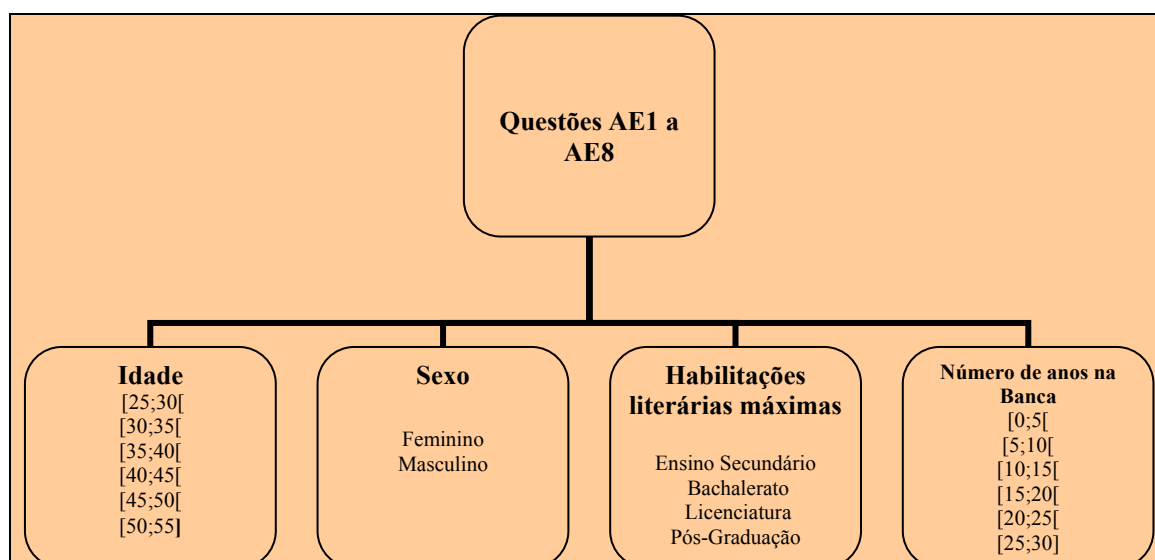 Questões AE1 a
AE8
Idade
[25;30[
[30;35[
[35;40[
[40;45[
[45;50[
[50;55]
Sexo
Feminino
Masculino
Habilitações
literárias máximas
Ensino Secundário
Bachalerato
Licenciatura
Pós-Graduação
Número de anos na
Banca
[0;5[
[5;10[
[10;15[
[15;20[
[20;25[
[25;30]